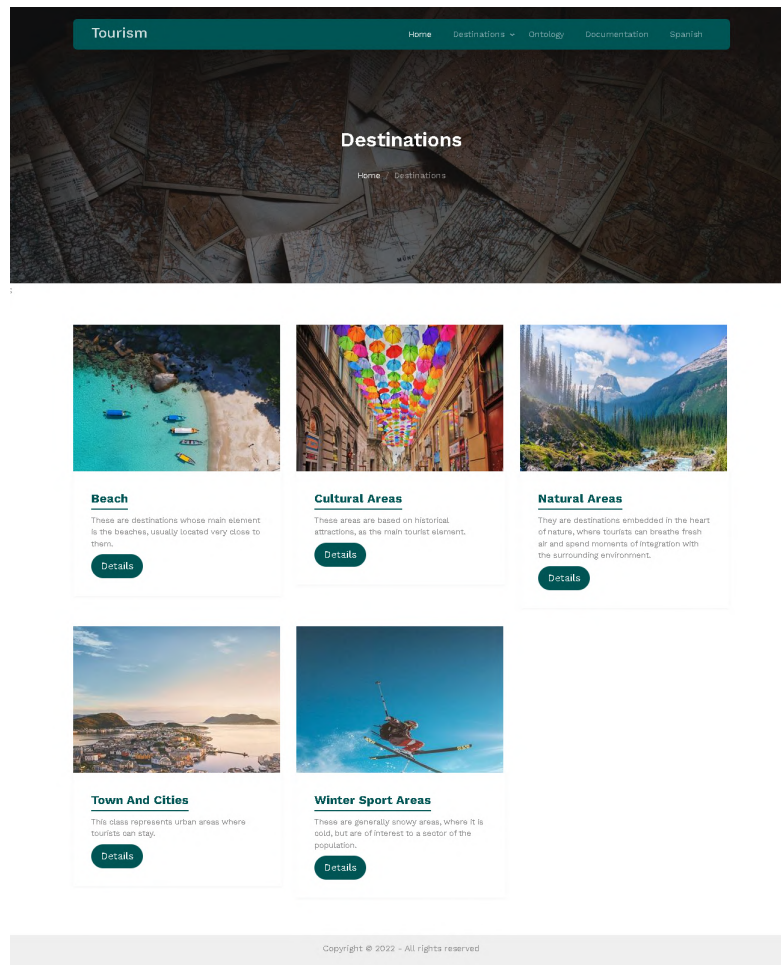 Tourism
Home Destinations Ontology Documentation Spanish
Destinations
Home / Destinations
;
Beach
These are destinations whose main element
is the beaches, usually located very close to
them.
Details
Cultural Areas
These areas are based on historical
attractions, as the main tourist element.
Details
Natural Areas
They are destinations embedded in the heart
of nature, where tourists can breathe fresh
air and spend moments of integration with
the surrounding environment.
Details
Town And Cities
This class represents urban areas where
tourists can stay.
Details
Winter Sport Areas
These are generally snowy areas, where it is
cold, but are of interest to a sector of the
population.
Details
Copyright © 2022 - All rights reserved